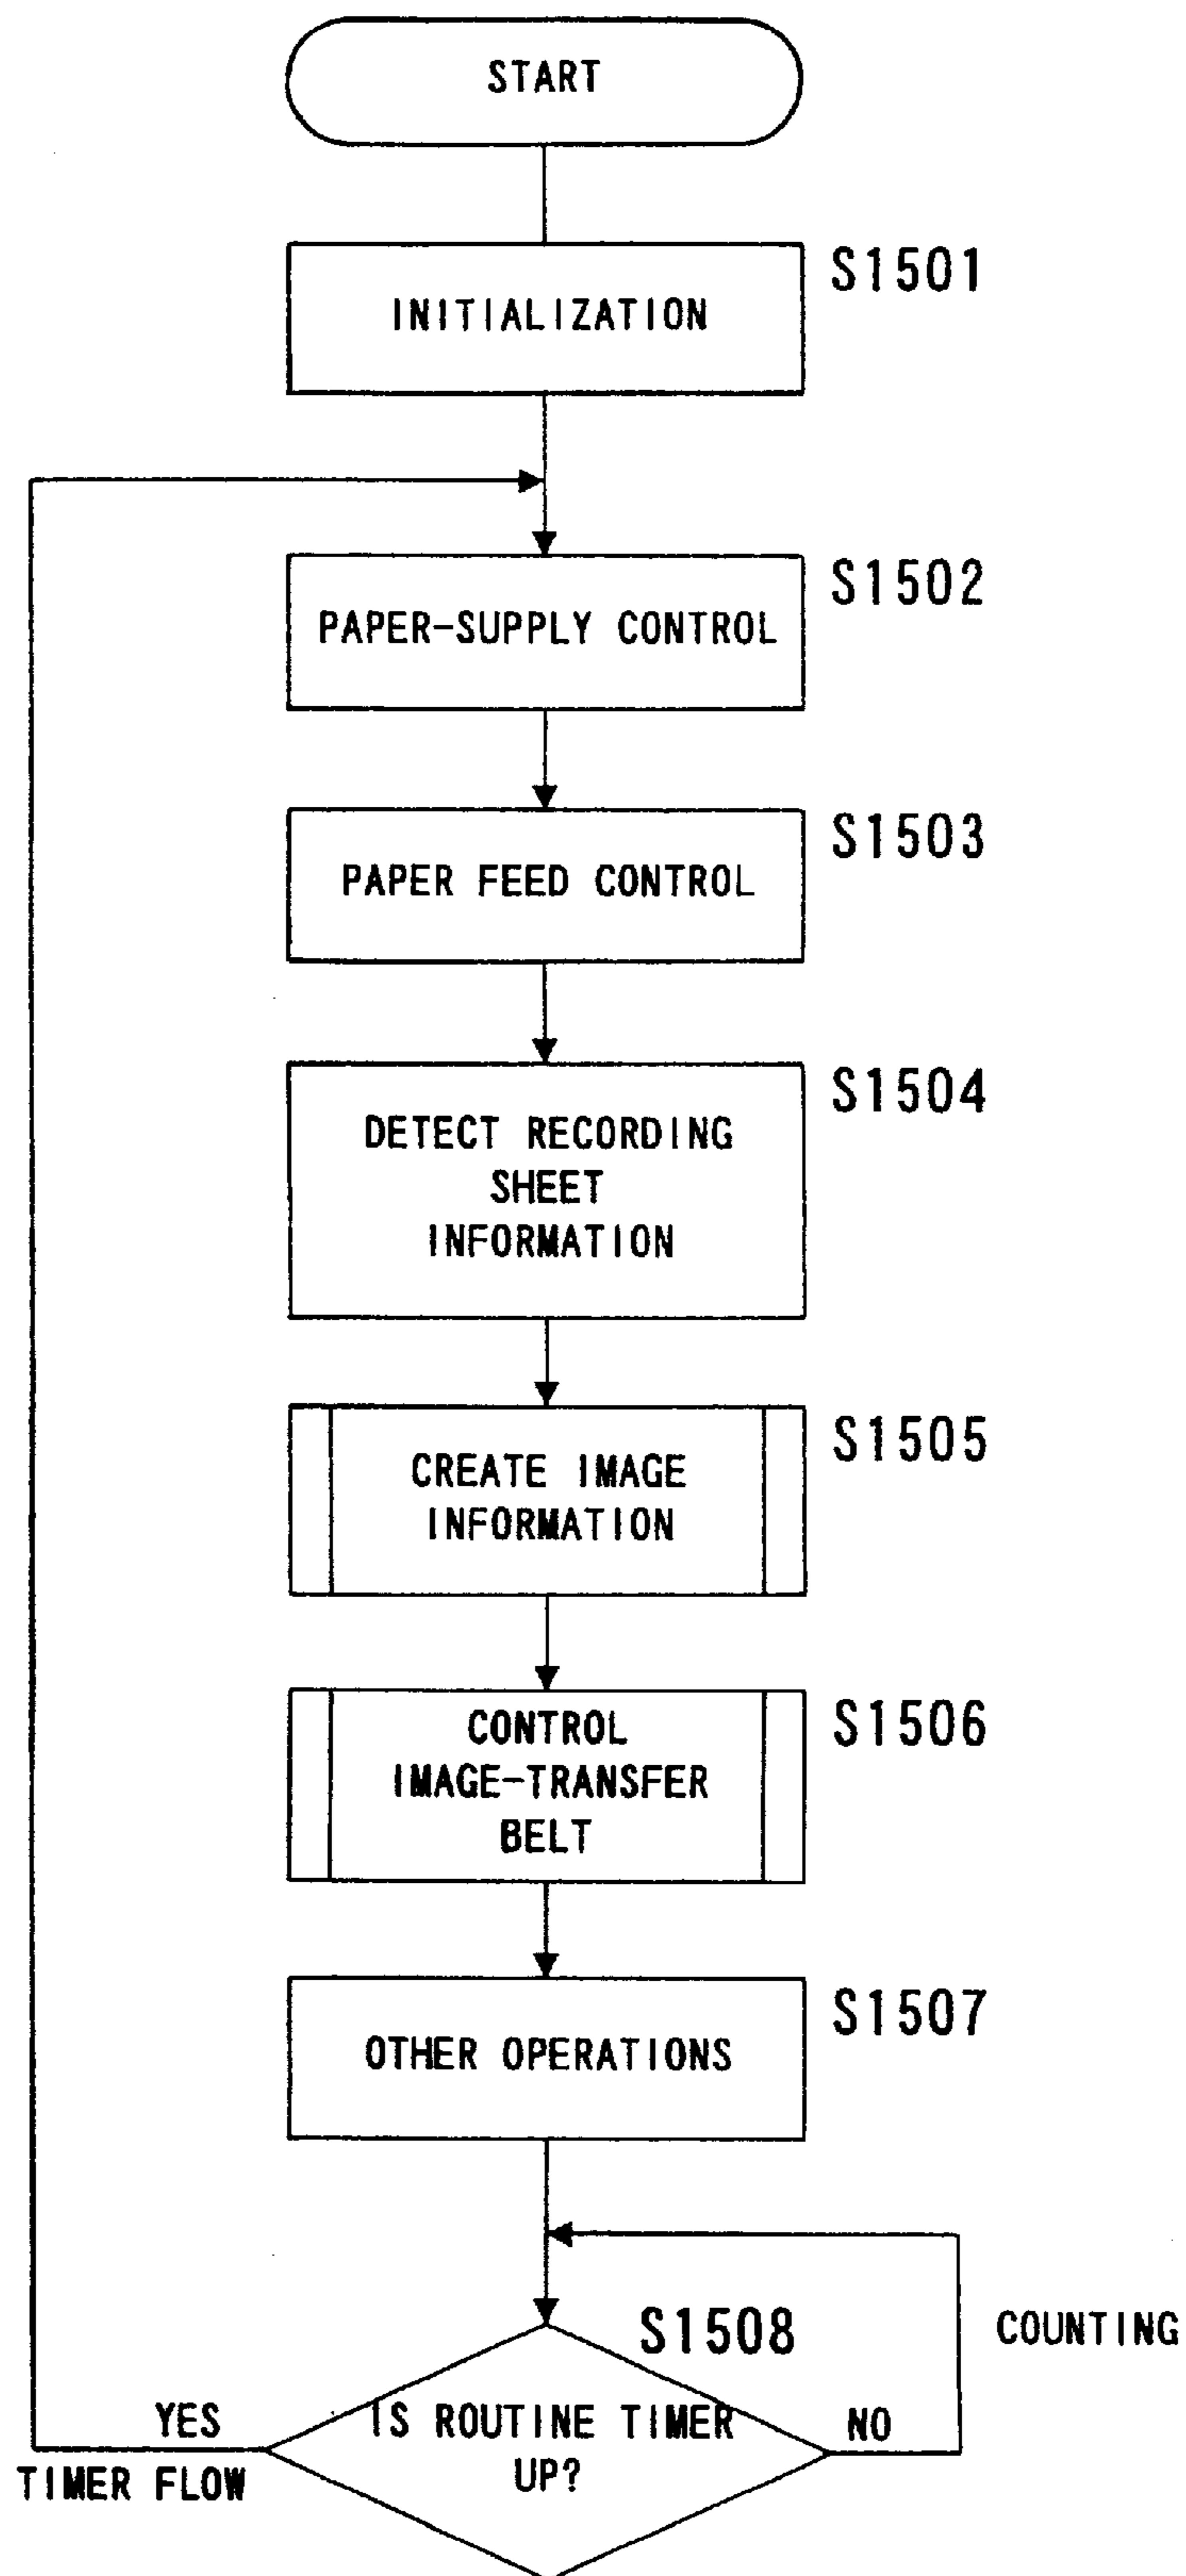 START
INITIALIZATION
S1501
PAPER-SUPPLY CONTROL
S1502
PAPER FEED CONTROL
S1503
DETECT RECORDING
SHEET
INFORMATION
S1504
CREATE IMAGE
INFORMATION
S1505
CONTROL
IMAGE-TRANSFER
BELT
S1506
OTHER OPERATIONS
S1507
S1508
COUNTING
IS ROUTINE TIMER
UP?
YES
NO
TIMER FLOW